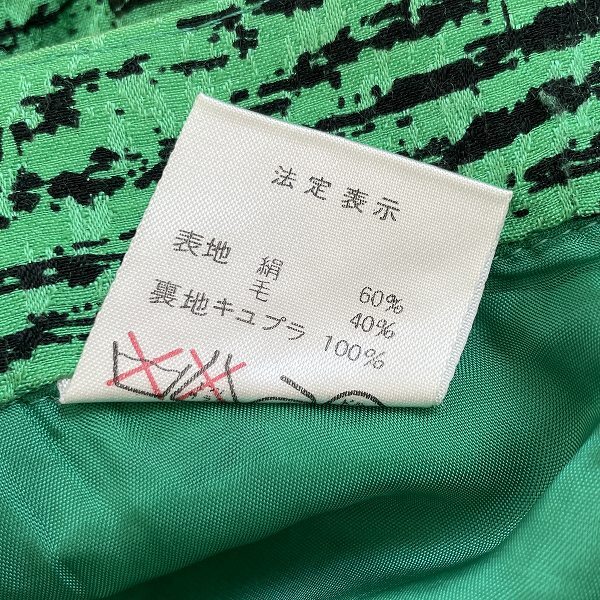 法定表示
表地 絹 60%
毛 40%
裏地キュプラ 100%